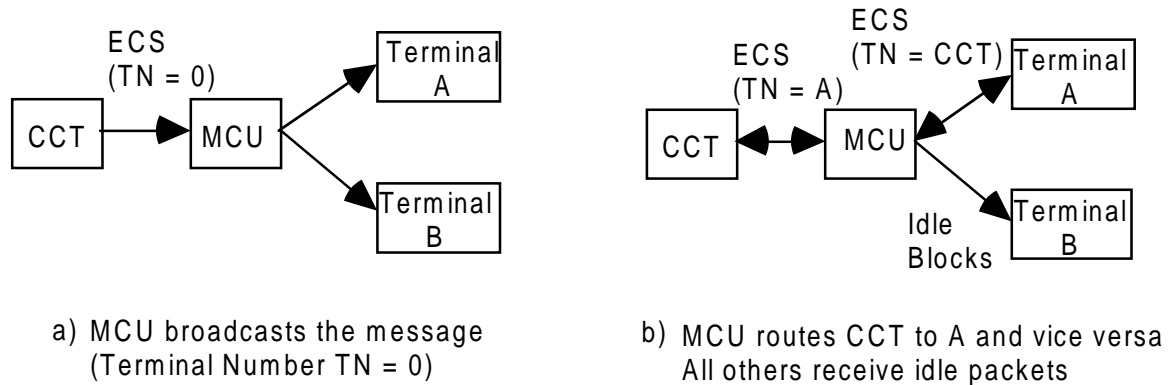 ECS
(TN = 0)
CCT
MCU
Terminal
A
Terminal
B
a) MCU broadcasts the message
(Terminal Number TN = 0)
ECS
(TN = CCT)
ECS
(TN = A)
CCT
MCU
Terminal
A
Terminal
B
Idle
Blocks
b) MCU routes CCT to A and vice versa
All others receive idle packets